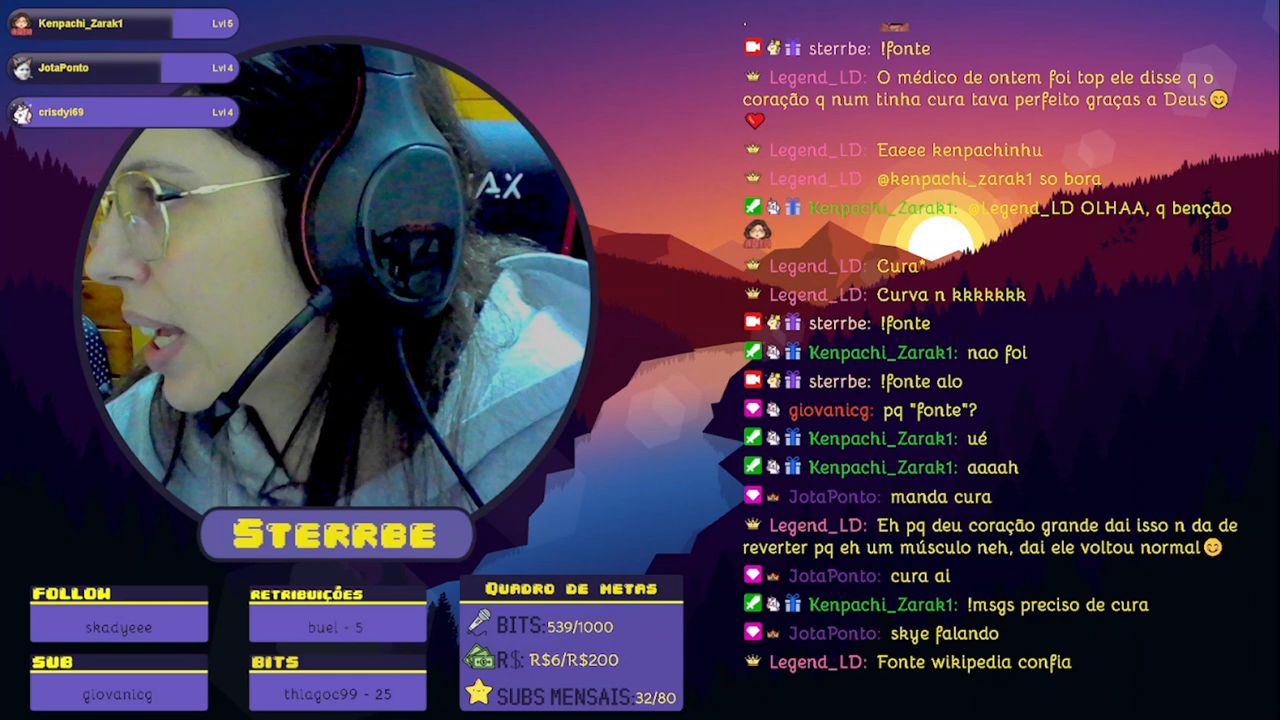 Kenpachi_Zarak1 Lvl 5
JotaPonto Lvl 4
crisdyi69 Lvl 4
AX
STERRBE
FOLLOW
skadyeee
RETRIBUIÇÕES
buel - 5
SUB
giovanicg
BITS
thiagoc99 - 25
QUADRO DE METAS
BITS:539/1000
R$: R$6/R$200
SUBS MENSAIS:32/80
sterrbe: !fonte
Legend_LD: O médico de ontem foi top ele disse q o
coração q num tinha cura tava perfeito graças a Deus😊
❤️
Legend_LD: Eaeee kenpachinhu
Legend_LD: @kenpachi_zarak1 so bora
Kenpachi_Zarak1: @Legend_LD OLHAA, q benção
Legend_LD: Cura*
Legend_LD: Curva n kkkkkkk
sterrbe: !fonte
Kenpachi_Zarak1: nao foi
sterrbe: !fonte alo
giovanicg: pq "fonte"?
Kenpachi_Zarak1: ué
Kenpachi_Zarak1: aaaah
JotaPonto: manda cura
Legend_LD: Eh pq deu coração grande dai isso n da de
reverter pq eh um músculo neh, dai ele voltou normal😊
JotaPonto: cura ai
Kenpachi_Zarak1: !msgs preciso de cura
JotaPonto: skye falando
Legend_LD: Fonte wikipedia confia